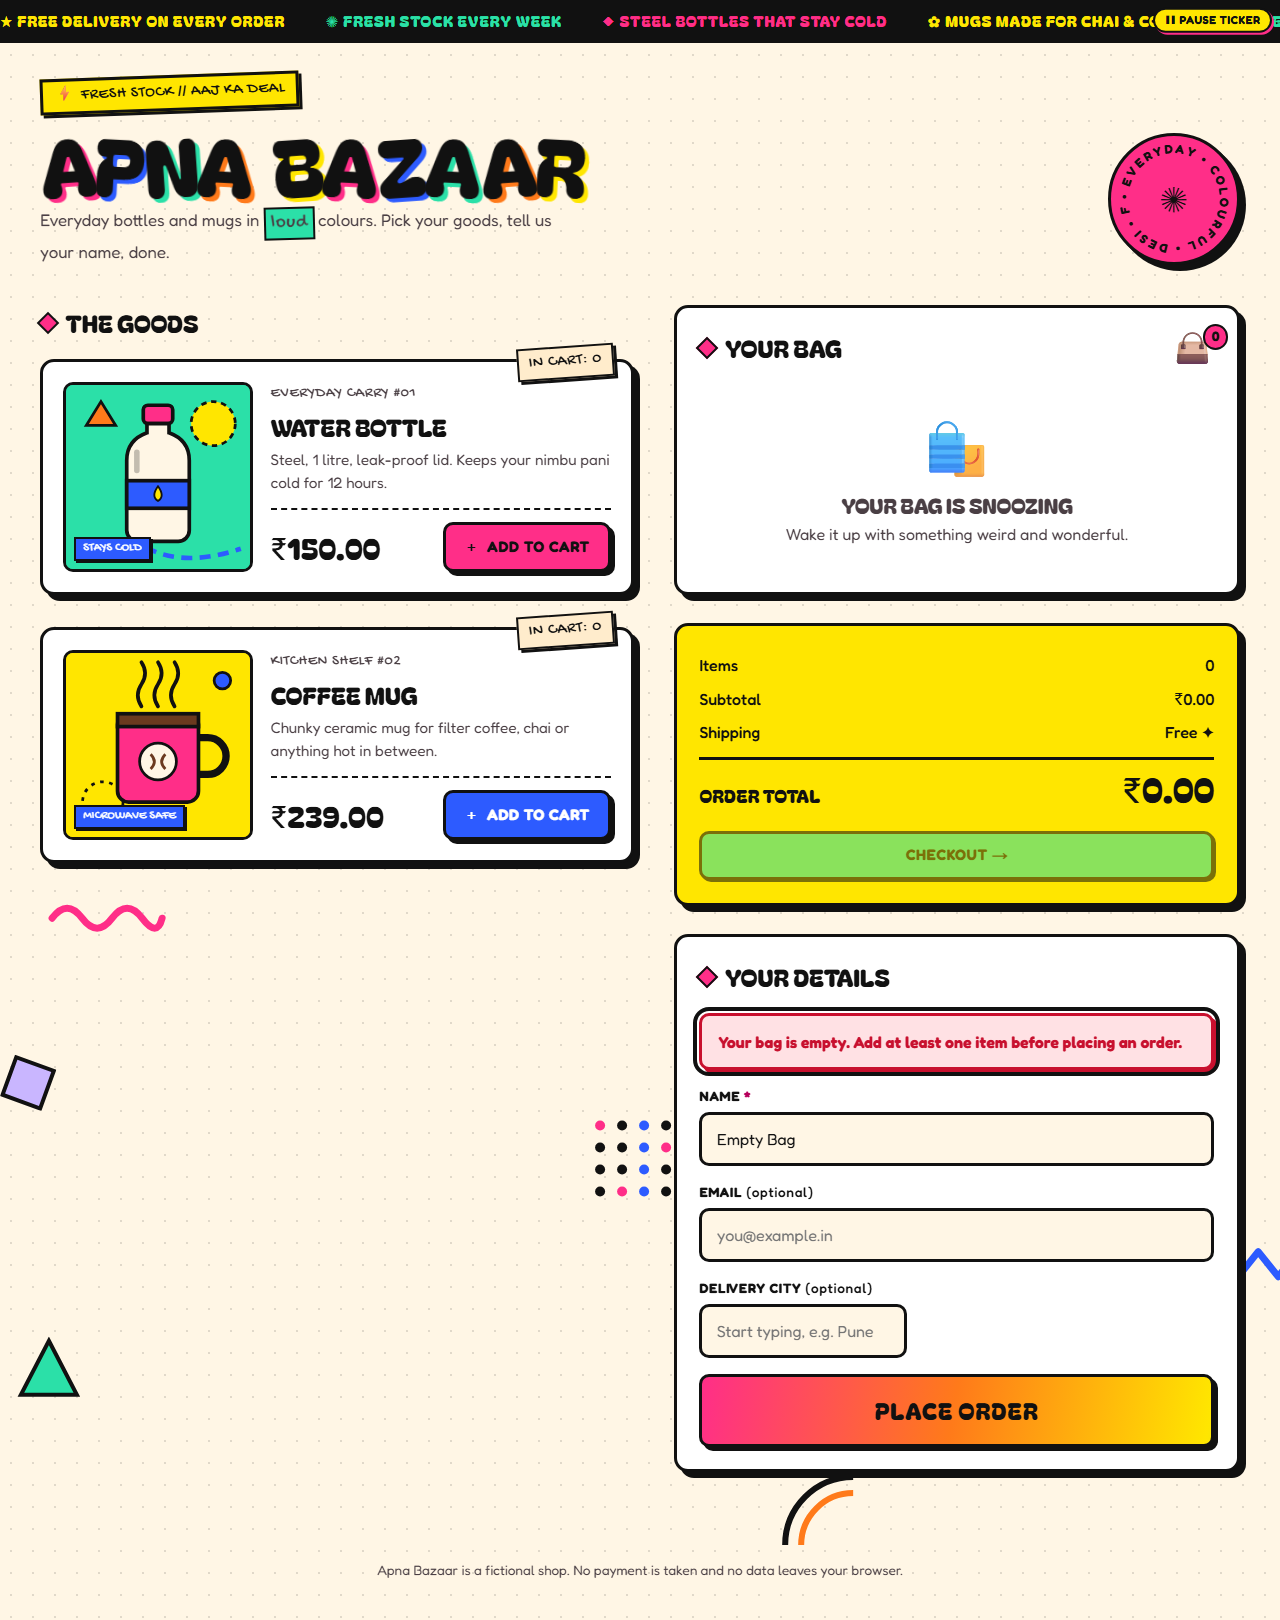 ★ FREE DELIVERY ON EVERY ORDER ✺ FRESH STOCK EVERY WEEK ◆ STEEL BOTTLES THAT STAY COLD ✿ MUGS MADE FOR CHAI &
PAUSE TICKER
⚡ FRESH STOCK // AAJ KA DEAL
APNA BAZAAR
Everyday bottles and mugs in loud colours. Pick your goods, tell us
your name, done.
EVERYDAY • COLOURFUL • DESI • F •
THE GOODS
IN CART: 0
EVERYDAY CARRY #01
WATER BOTTLE
Steel, 1 litre, leak-proof lid. Keeps your nimbu pani
cold for 12 hours.
STAYS COLD
₹150.00
+ ADD TO CART
IN CART: 0
KITCHEN SHELF #02
COFFEE MUG
Chunky ceramic mug for filter coffee, chai or
anything hot in between.
MICROWAVE SAFE
₹239.00
+ ADD TO CART
YOUR BAG
0
YOUR BAG IS SNOOZING
Wake it up with something weird and wonderful.
Items 0
Subtotal ₹0.00
Shipping Free ✦
ORDER TOTAL ₹0.00
CHECKOUT →
YOUR DETAILS
Your bag is empty. Add at least one item before placing an order.
NAME *
Empty Bag
EMAIL (optional)
you@example.in
DELIVERY CITY (optional)
Start typing, e.g. Pune
PLACE ORDER
Apna Bazaar is a fictional shop. No payment is taken and no data leaves your browser.